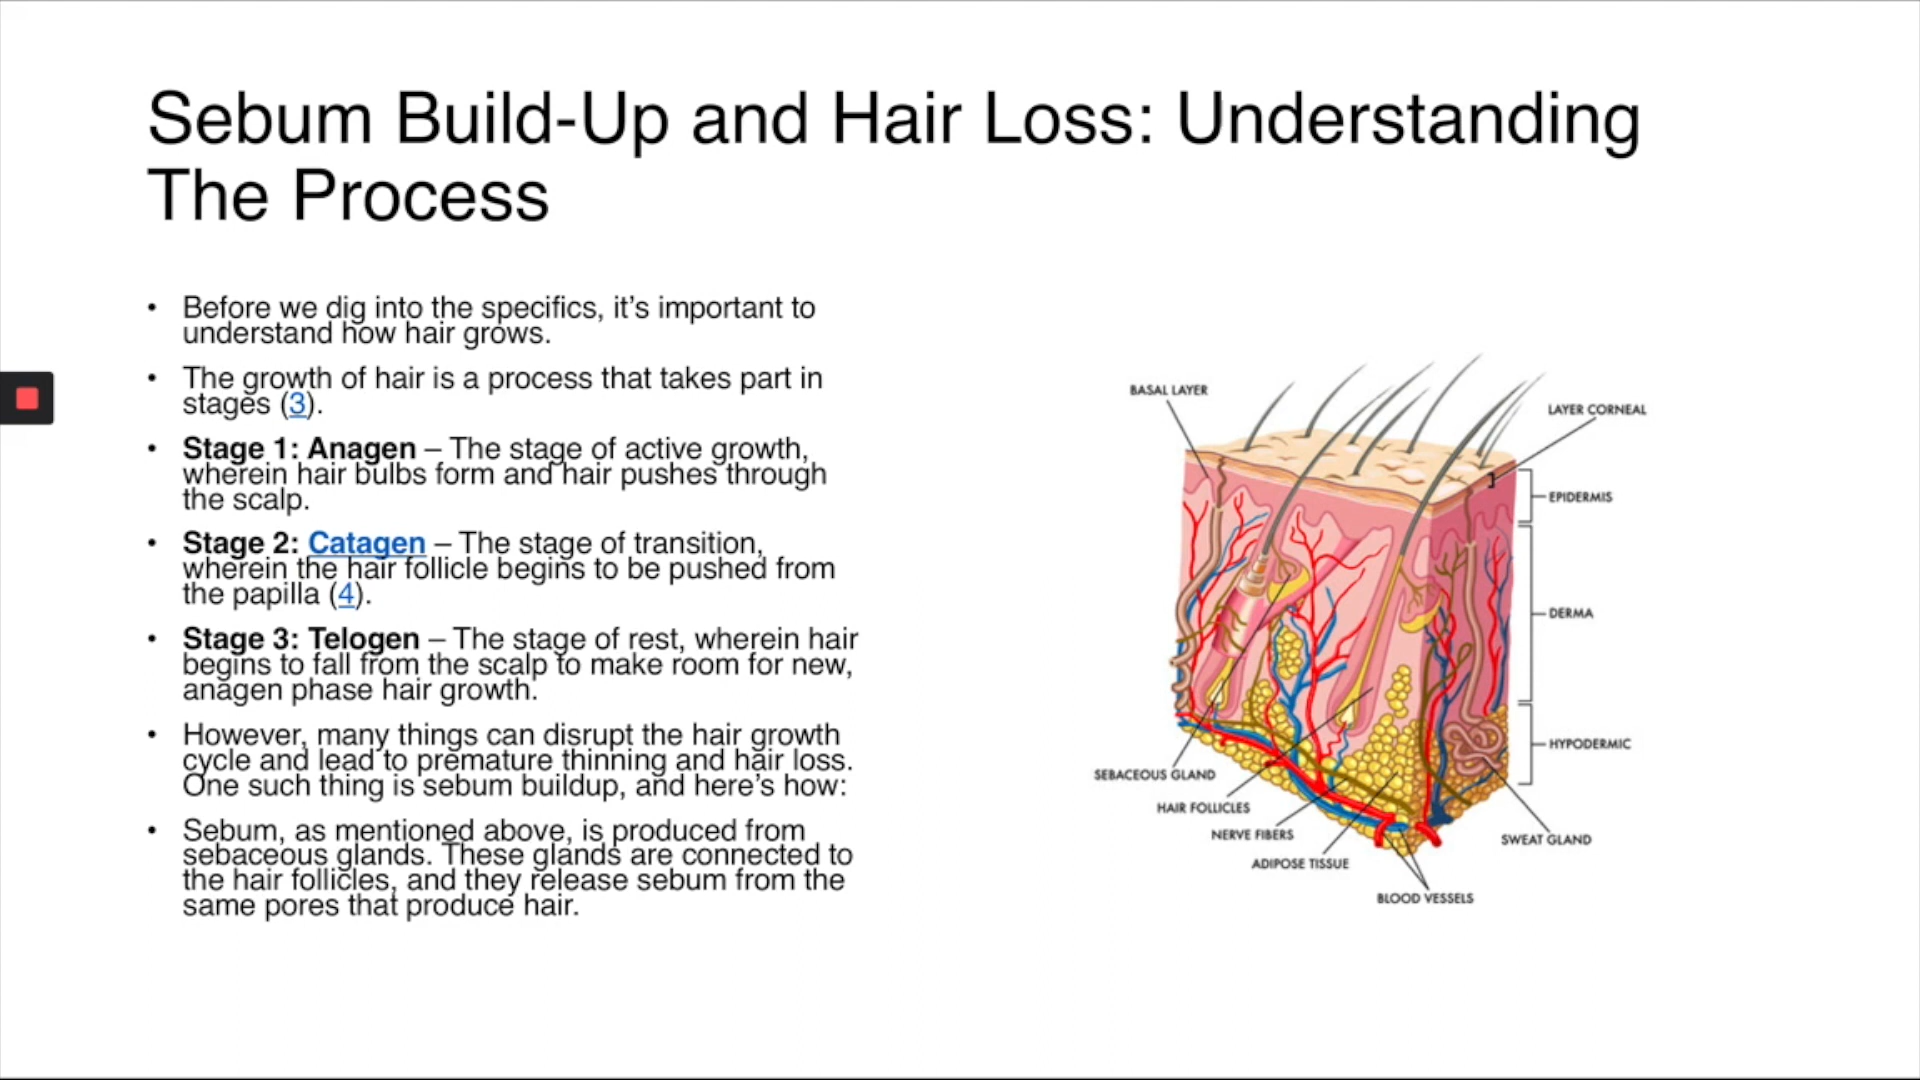 Sebum Build-Up and Hair Loss: Understanding
The Process
• Before we dig into the specifics, it’s important to
understand how hair grows.
• The growth of hair is a process that takes part in
stages (3).
• Stage 1: Anagen – The stage of active growth,
wherein hair bulbs form and hair pushes through
the scalp.
• Stage 2: Catagen – The stage of transition,
wherein the hair follicle begins to be pushed from
the papilla (4).
• Stage 3: Telogen – The stage of rest, wherein hair
begins to fall from the scalp to make room for new,
anagen phase hair growth.
• However, many things can disrupt the hair growth
cycle and lead to premature thinning and hair loss.
One such thing is sebum buildup, and here’s how:
• Sebum, as mentioned above, is produced from
sebaceous glands. These glands are connected to
the hair follicles, and they release sebum from the
same pores that produce hair.
BASAL LAYER
LAYER CORNEAL
EPIDERMIS
DERMA
HYPODERMIC
SEBACEOUS GLAND
HAIR FOLLICLES
NERVE FIBERS
ADIPOSE TISSUE
BLOOD VESSELS
SWEAT GLAND